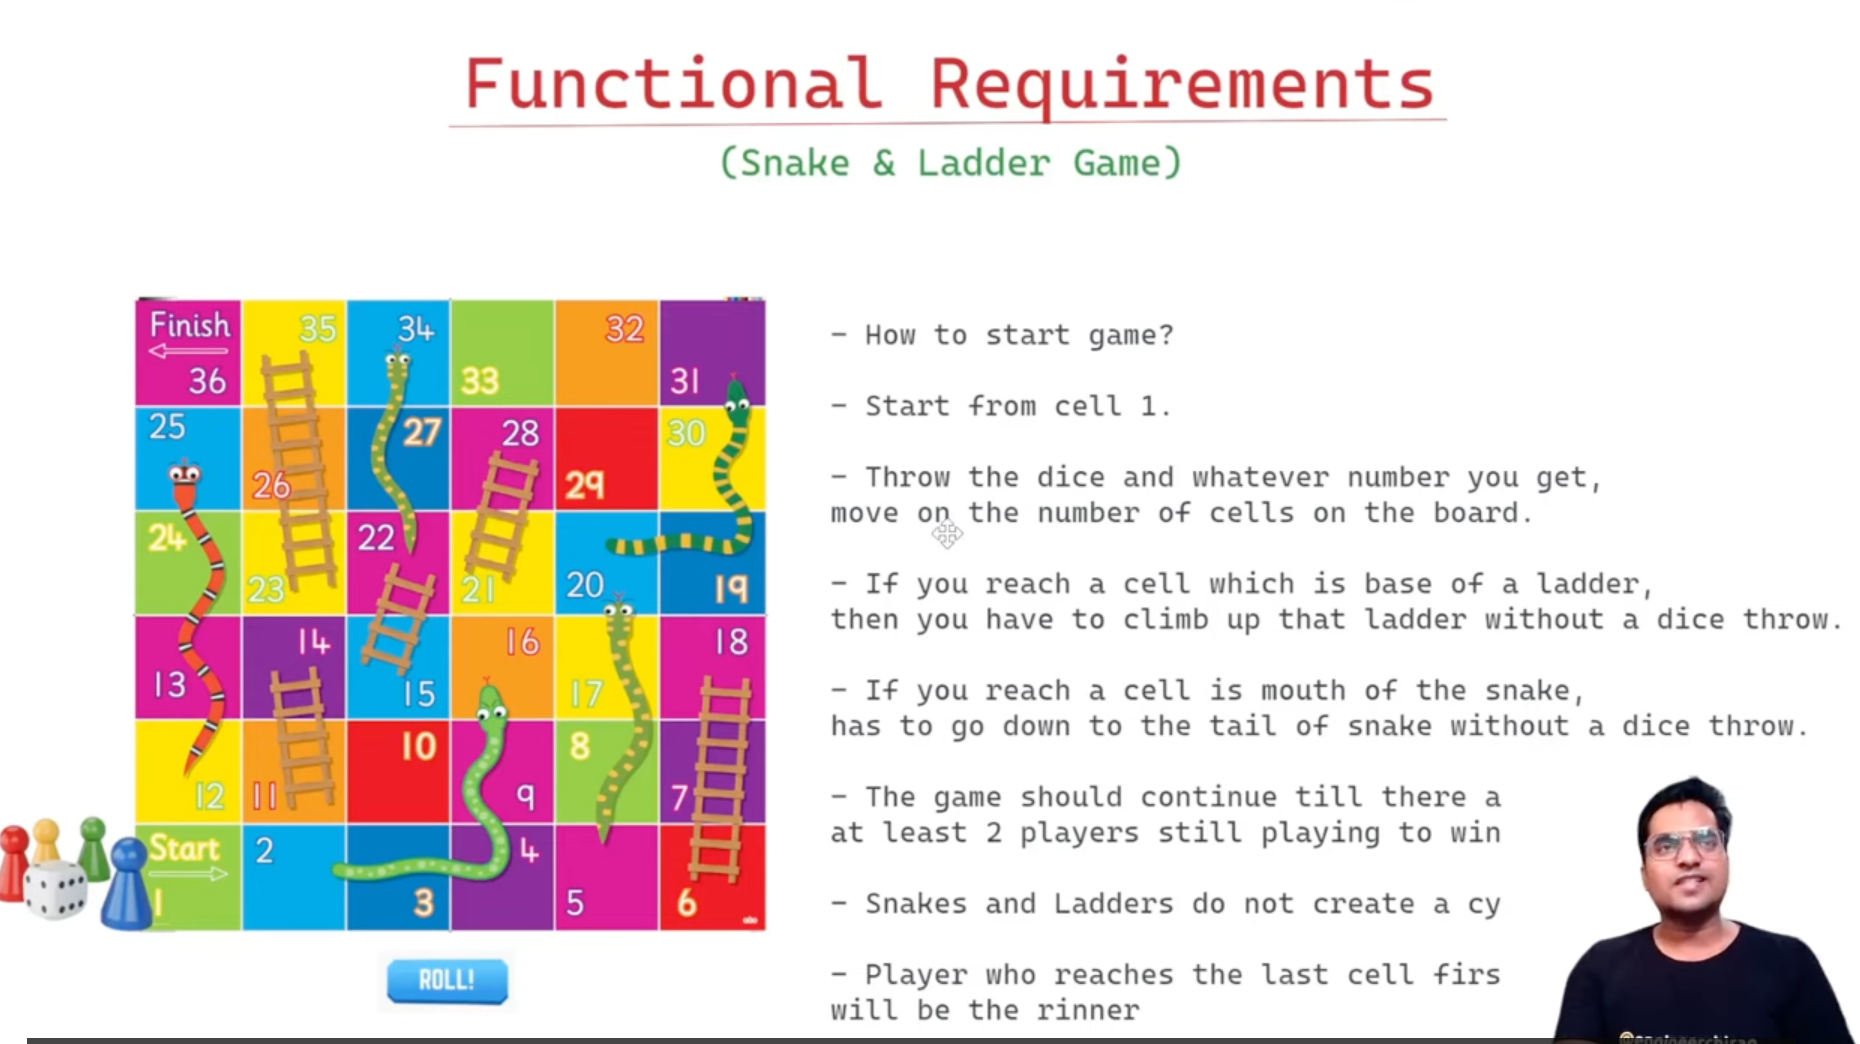 Functional Requirements
(Snake & Ladder Game)
Finish 35 34 32
36 33 31
25 27 28 30
26 29
24 22
23 21 20 19
14 16 18
13 15 17
10 8
12 11 9 7
Start 2 4
1 3 5 6
ROLL!
- How to start game?
- Start from cell 1.
- Throw the dice and whatever number you get,
move on the number of cells on the board.
- If you reach a cell which is base of a ladder,
then you have to climb up that ladder without a dice throw.
- If you reach a cell is mouth of the snake,
has to go down to the tail of snake without a dice throw.
- The game should continue till there a
at least 2 players still playing to win
- Snakes and Ladders do not create a cy
- Player who reaches the last cell firs
will be the rinner